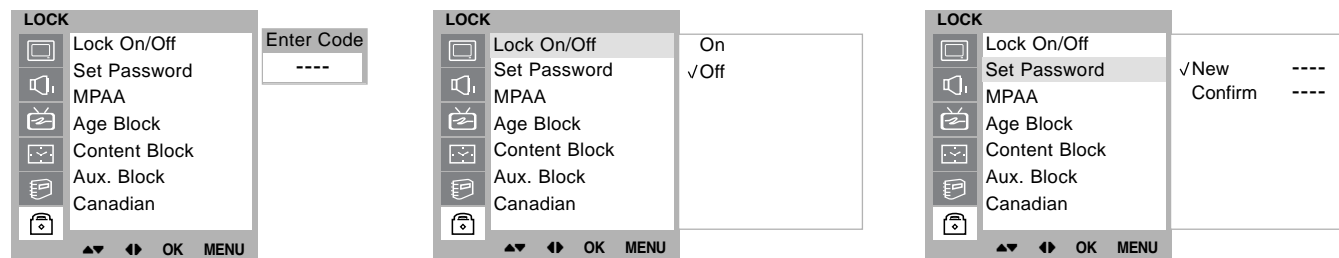 LOCK
Lock On/Off
Set Password
MPAA
Age Block
Content Block
Aux. Block
Canadian
Enter Code
----
▲▼ ◀▶ OK MENU
LOCK
Lock On/Off
Set Password
MPAA
Age Block
Content Block
Aux. Block
Canadian
On
√Off
▲▼ ◀▶ OK MENU
LOCK
Lock On/Off
Set Password
MPAA
Age Block
Content Block
Aux. Block
Canadian
√New ----
Confirm ----
▲▼ ◀▶ OK MENU